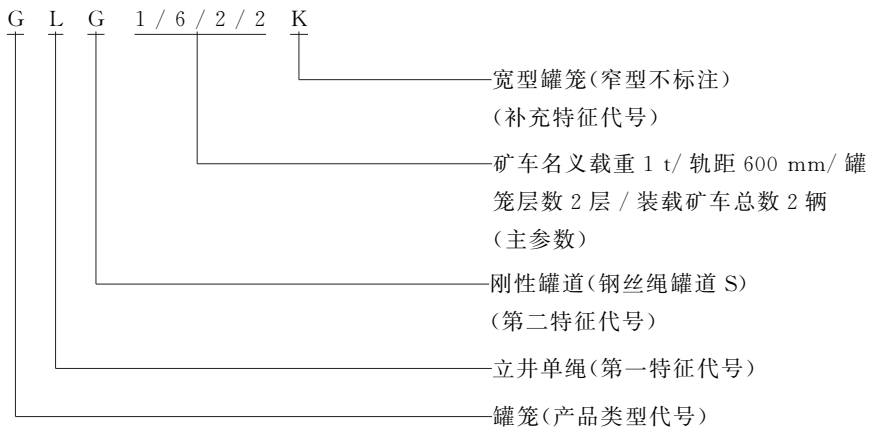 G L G 1/6/2/2 K
宽型罐笼(窄型不标注)
(补充特征代号)
矿车名义载重 1 t/ 轨距 600 mm/ 罐
笼层数 2 层 / 装载矿车总数 2 辆
(主参数)
刚性罐道(钢丝绳罐道 S)
(第二特征代号)
立井单绳(第一特征代号)
罐笼(产品类型代号)